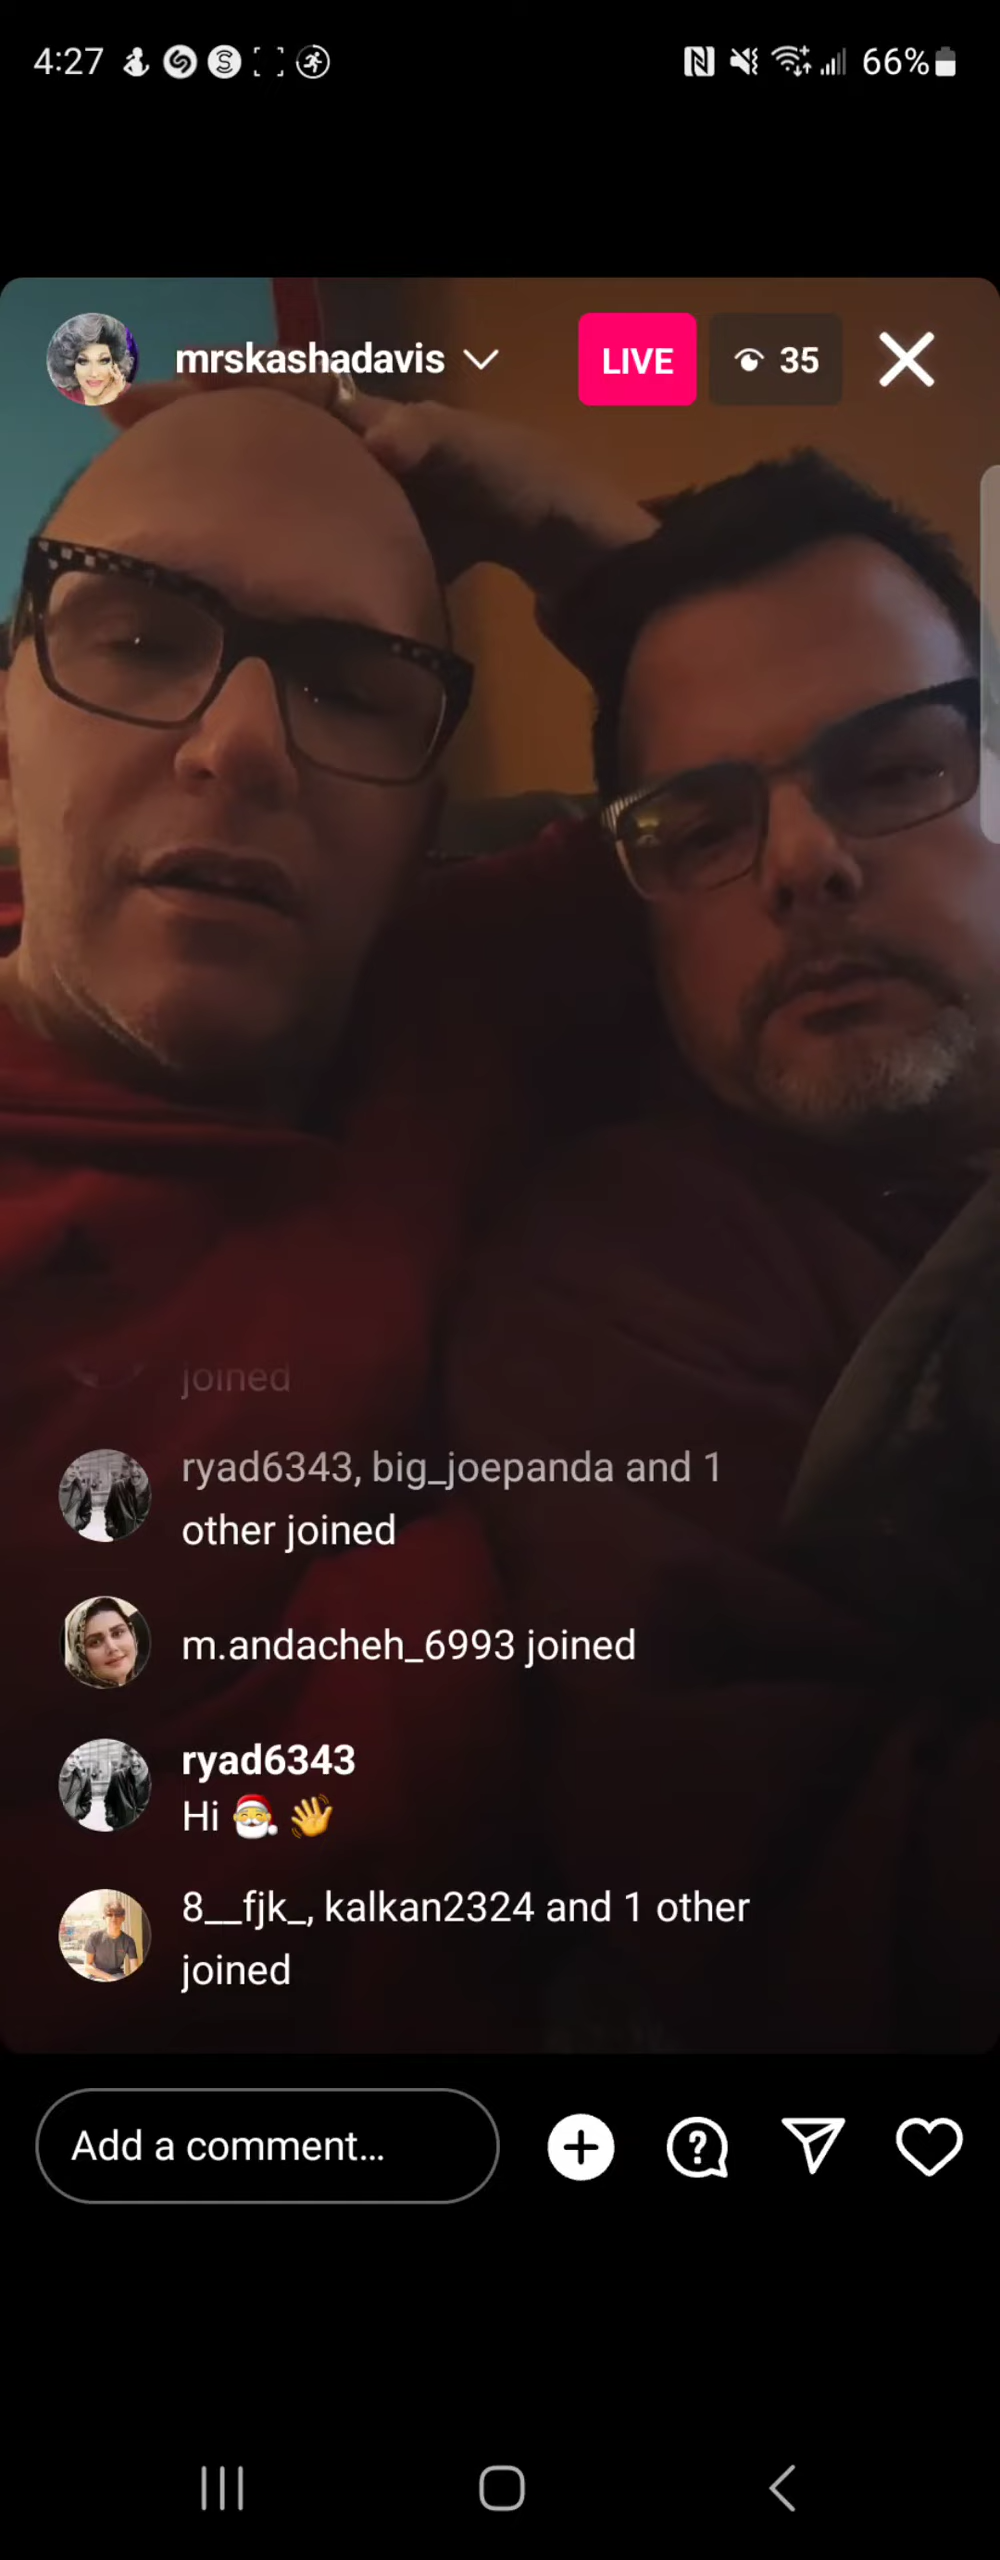 4:27 66%
mrskashadavis LIVE 35
joined
ryad6343, big_joepanda and 1
other joined
m.andacheh_6993 joined
ryad6343
Hi 🎅 👋
8__fjk_, kalkan2324 and 1 other
joined
Add a comment...